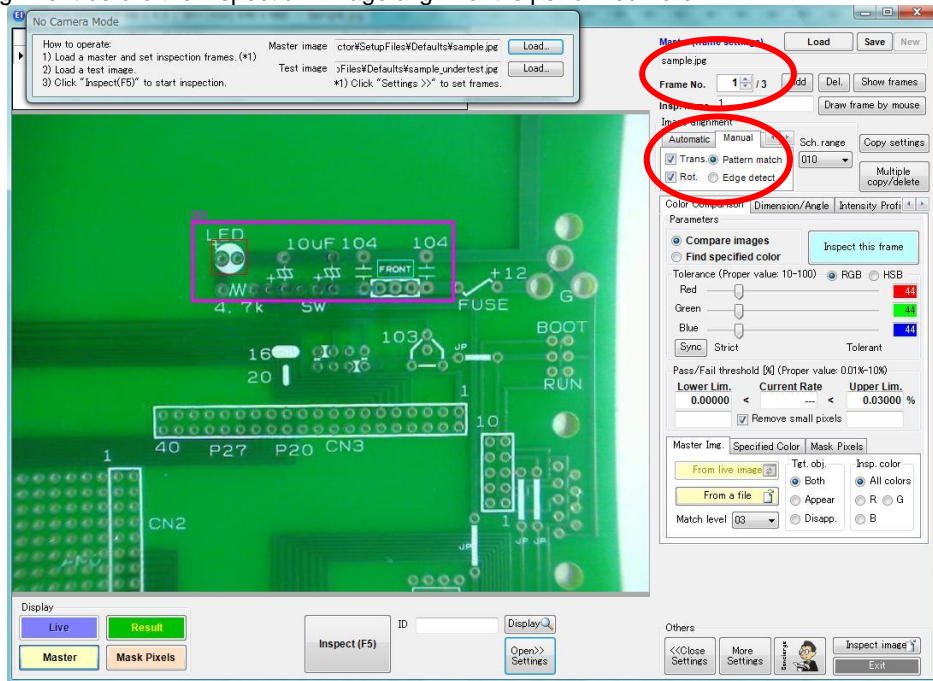 No Camera Mode
How to operate:
1) Load a master and set inspection frames. (*1)
2) Load a test image.
3) Click "Inspect(F5)" to start inspection.
Master image ctor¥SetupFiles¥Defaults¥sample.jpg Load...
Test image ›Files¥Defaults¥sample_undertest.jpg Load...
*1) Click "Settings >>" to set frames.
Load Save New
sample.jpg
Frame No. 1 / 3 Del. Show frames
1 Draw frame by mouse
Automatic Manual Sch. range Copy settings
Trans. Pattern match 010
Rot. Edge detect Multiple copy/delete
Color Comparison Dimension/Angle Intensity Profi
Parameters
Compare images
Find specified color
Inspect this frame
Tolerance (Proper value: 10-100) RGB HSB
Red 44
Green 44
Blue 44
Sync Strict Tolerant
Pass/Fail threshold [%] (Proper value: 0.01%-10%)
Lower Lim. Current Rate Upper Lim.
0.00000 < --- < 0.03000 %
Remove small pixels
Master Img. Specified Color Mask Pixels
From live image
From a file
Match level 03
Tgt. obj.
Both
Appear
Disapp.
Insp. color
All colors
R G
B
LED
10UF 104 104
FRONT
+12
4. 7k SW FUSE G
103 JP BOOT
16
20 RUN
1
40 P27 P20 CN3 10
1
CN2 1
JP JP
JP
Display
Live Result
Master Mask Pixels
Inspect (F5)
ID Display
Open>>
Settings
Others
<<Close
Settings
More
Settings
Concierge
Inspect image
Exit